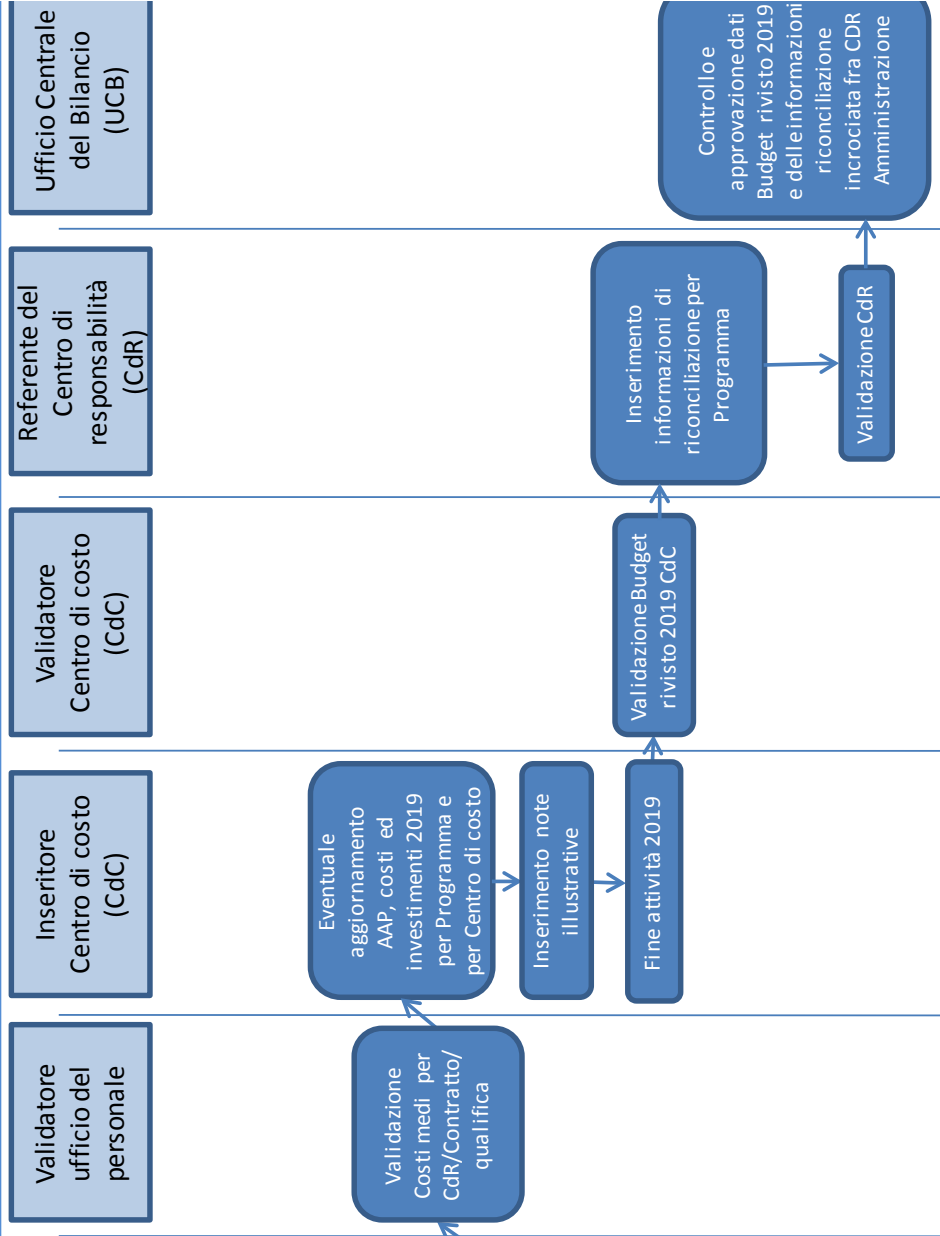 Validatore
ufficio del
personale
Inseritore
Centro di costo
(CdC)
Validatore
Centro di costo
(CdC)
Referente del
Centro di
responsabilità
(CdR)
Ufficio Centrale
del Bilancio
(UCB)
Validazione
Costi medi per
CdR/Contratto/
qualifica
Eventuale
aggiornamento
AAP, costi ed
investimenti 2019
per Programma e
per Centro di costo
Inserimento note
illustrative
Fine attività 2019
Validazione Budget
rivisto 2019 CdC
Inserimento
informazioni di
riconciliazione per
Programma
Validazione CdR
Controllo e
approvazione dati
Budget rivisto 2019
e delle informazioni
riconciliazione
incrociata fra CDR
Amministrazione